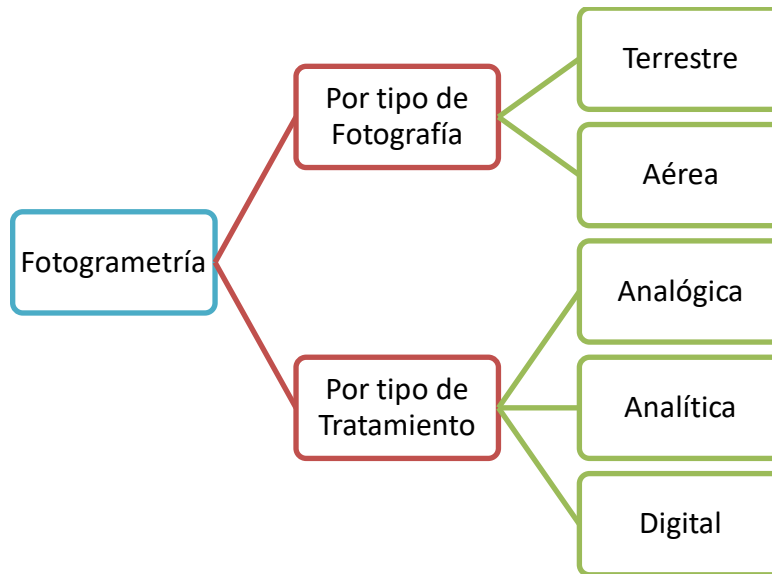 Fotogrametría
Por tipo de
Fotografía
Terrestre
Aérea
Por tipo de
Tratamiento
Analógica
Analítica
Digital